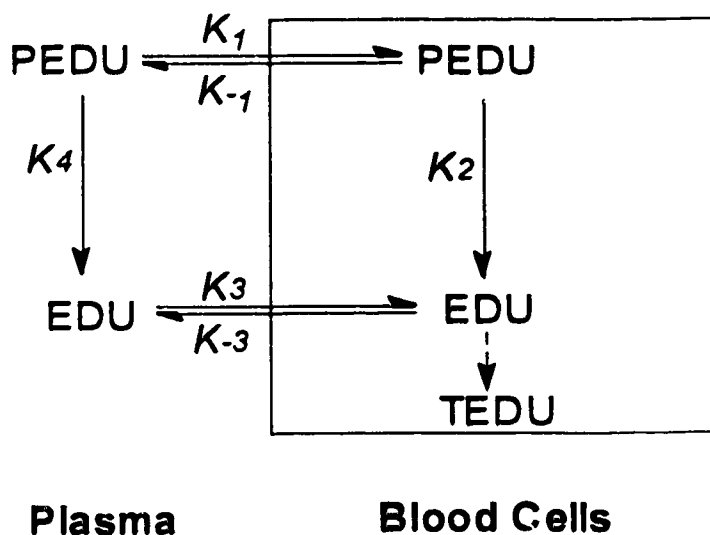 K1
PEDU PEDU
K-1
K4 K2
K3
EDU EDU
K-3
TEDU
Plasma Blood Cells